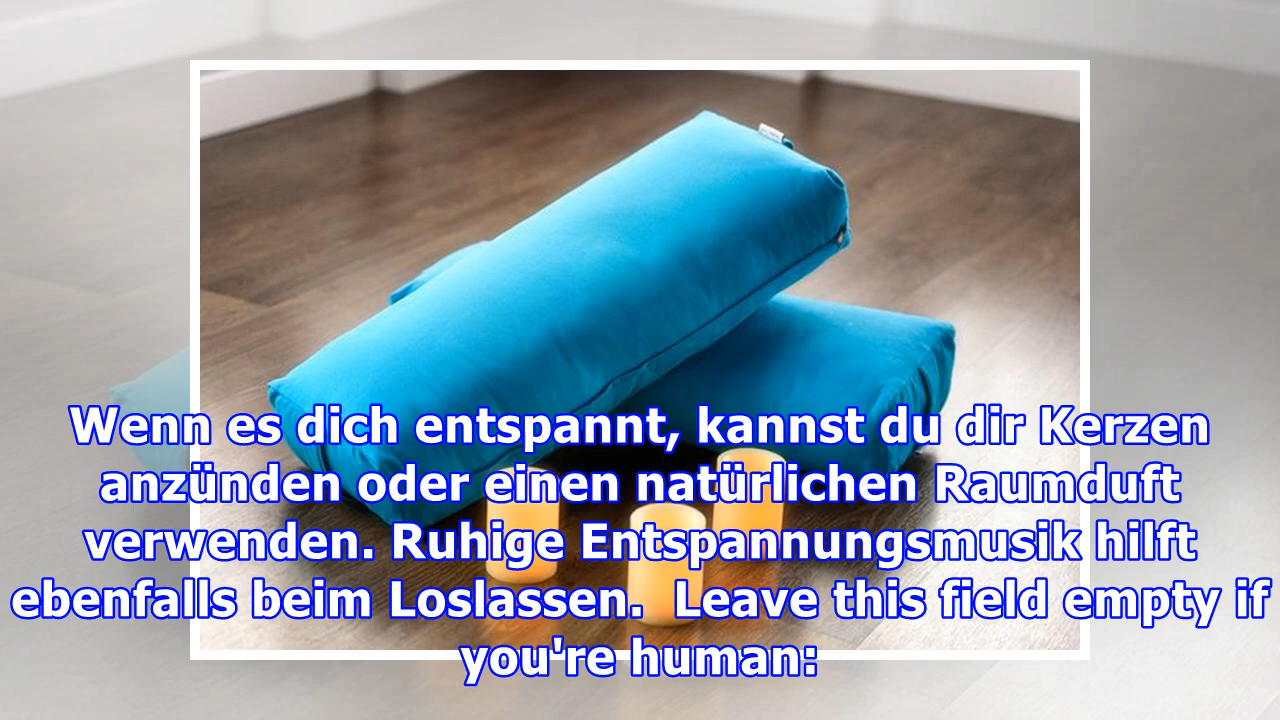 Wenn es dich entspannt, kannst du dir Kerzen
anzünden oder einen natürlichen Raumduft
verwenden. Ruhige Entspannungsmusik hilft
ebenfalls beim Loslassen.  Leave this field empty if
you're human: